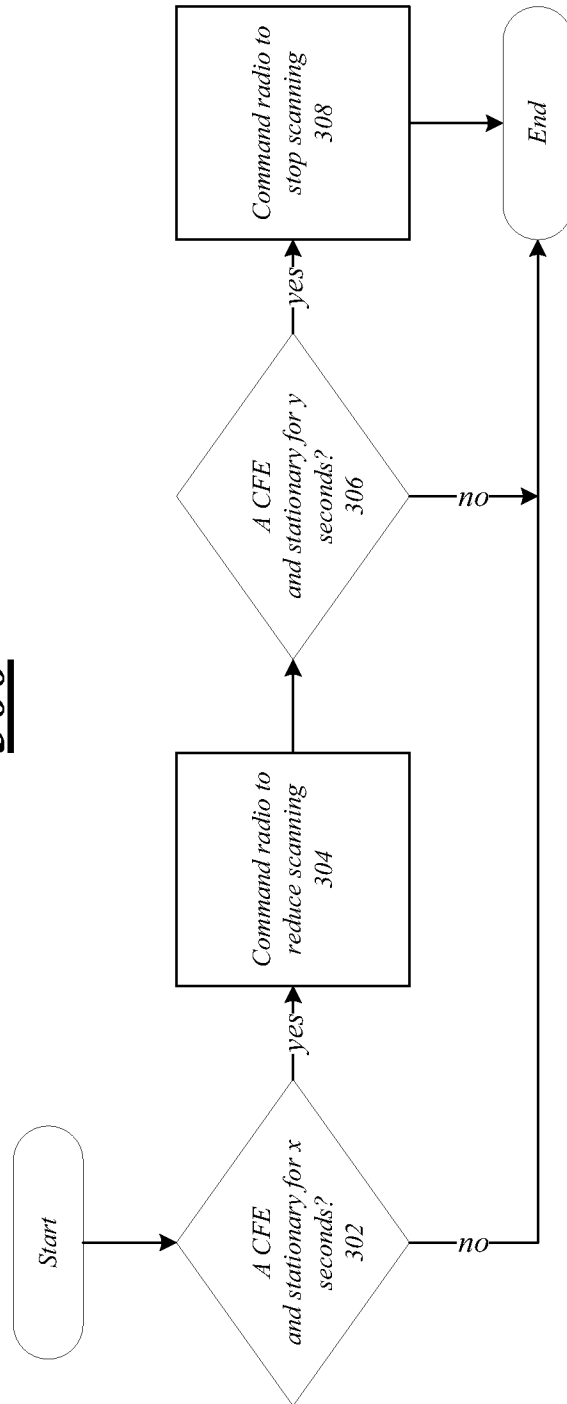 Start
A CFE
and stationary for x
seconds?
302
yes
no
Command radio to
reduce scanning
304
A CFE
and stationary for y
seconds?
306
yes
no
Command radio to
stop scanning
308
End